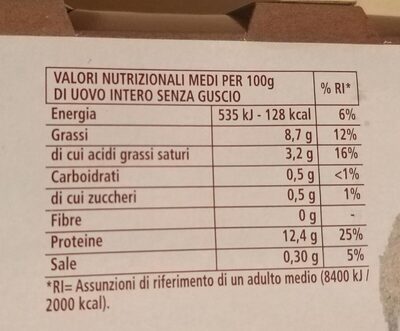 VALORI NUTRIZIONALI MEDI PER 100g
DI UOVO INTERO SENZA GUSCIO % RI*
Energia 535 kJ - 128 kcal 6%
Grassi 8,7 g 12%
di cui acidi grassi saturi 3,2 g 16%
Carboidrati 0,5 g <1%
di cui zuccheri 0,5 g 1%
Fibre 0 g -
Proteine 12,4 g 25%
Sale 0,30 g 5%
*RI= Assunzioni di riferimento di un adulto medio (8400 kJ /
2000 kcal).